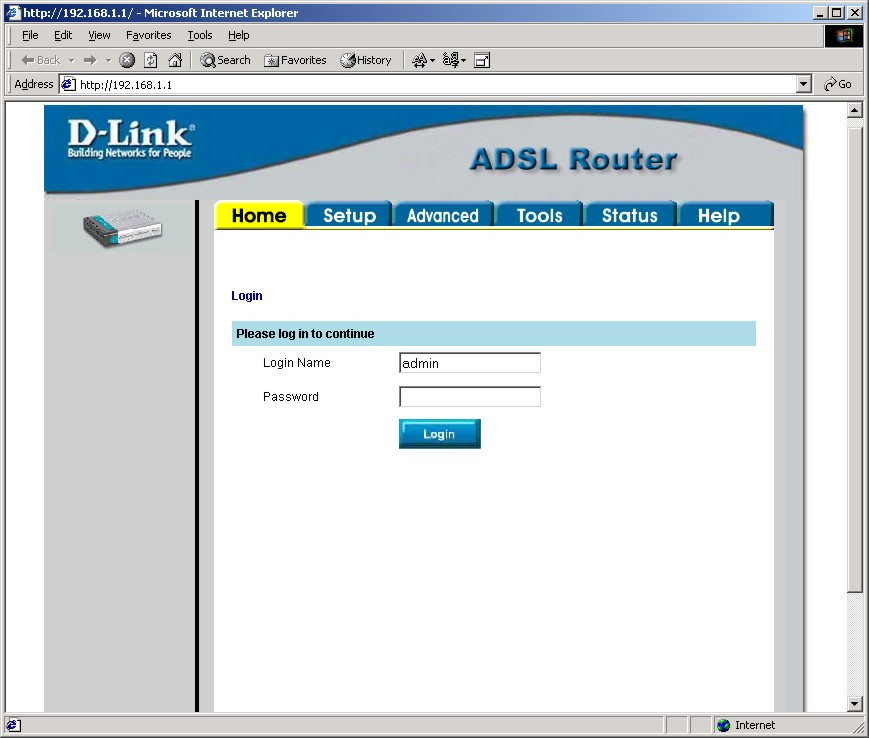 http://192.168.1.1/ - Microsoft Internet Explorer
File Edit View Favorites Tools Help
Back Search Favorites History
Address http://192.168.1.1 Go
D-Link®
Building Networks for People
ADSL Router
Home Setup Advanced Tools Status Help
Login
Please log in to continue
Login Name admin
Password
Login
Internet